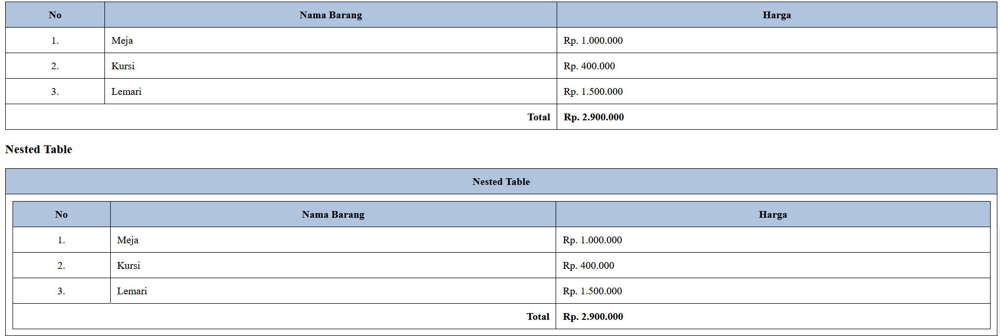 No Nama Barang Harga
1. Meja Rp. 1.000.000
2. Kursi Rp. 400.000
3. Lemari Rp. 1.500.000
Total Rp. 2.900.000
Nested Table
Nested Table
No Nama Barang Harga
1. Meja Rp. 1.000.000
2. Kursi Rp. 400.000
3. Lemari Rp. 1.500.000
Total Rp. 2.900.000